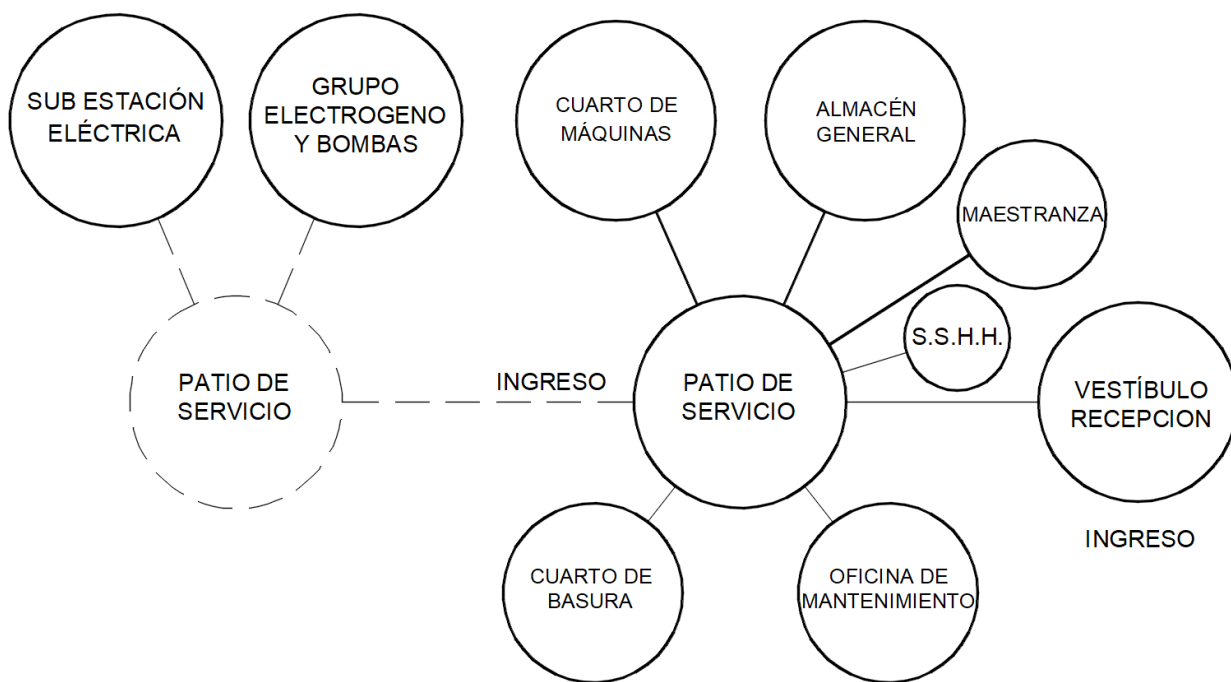 SUB ESTACIÓN
ELÉCTRICA
GRUPO
ELECTROGENO
Y BOMBAS
CUARTO DE
MÁQUINAS
ALMACÉN
GENERAL
MAESTRANZA
S.S.H.H.
PATIO DE
SERVICIO
INGRESO
PATIO DE
SERVICIO
VESTÍBULO
RECEPCION
INGRESO
CUARTO DE
BASURA
OFICINA DE
MANTENIMIENTO